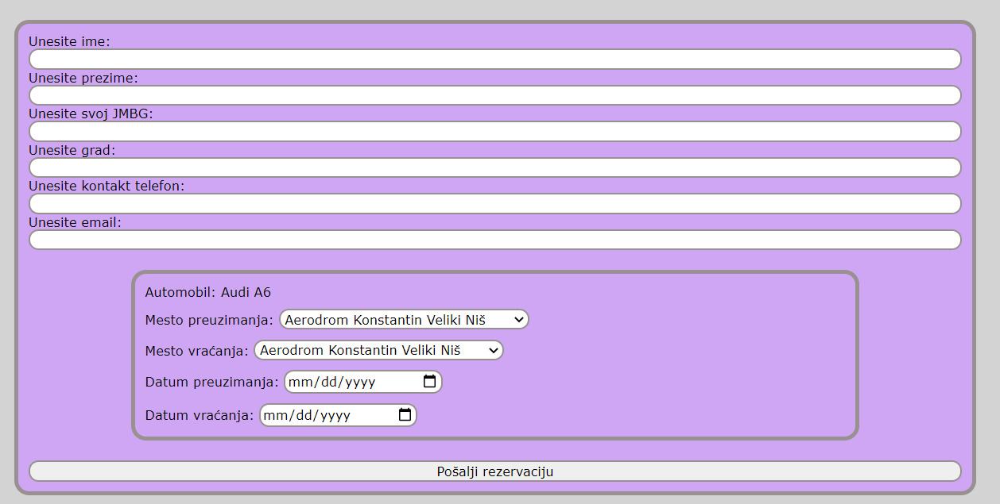 Unesite ime:
Unesite prezime:
Unesite svoj JMBG:
Unesite grad:
Unesite kontakt telefon:
Unesite email:
Automobil: Audi A6
Mesto preuzimanja: Aerodrom Konstantin Veliki Niš
Mesto vraćanja: Aerodrom Konstantin Veliki Niš
Datum preuzimanja: mm/dd/yyyy
Datum vraćanja: mm/dd/yyyy
Pošalji rezervaciju